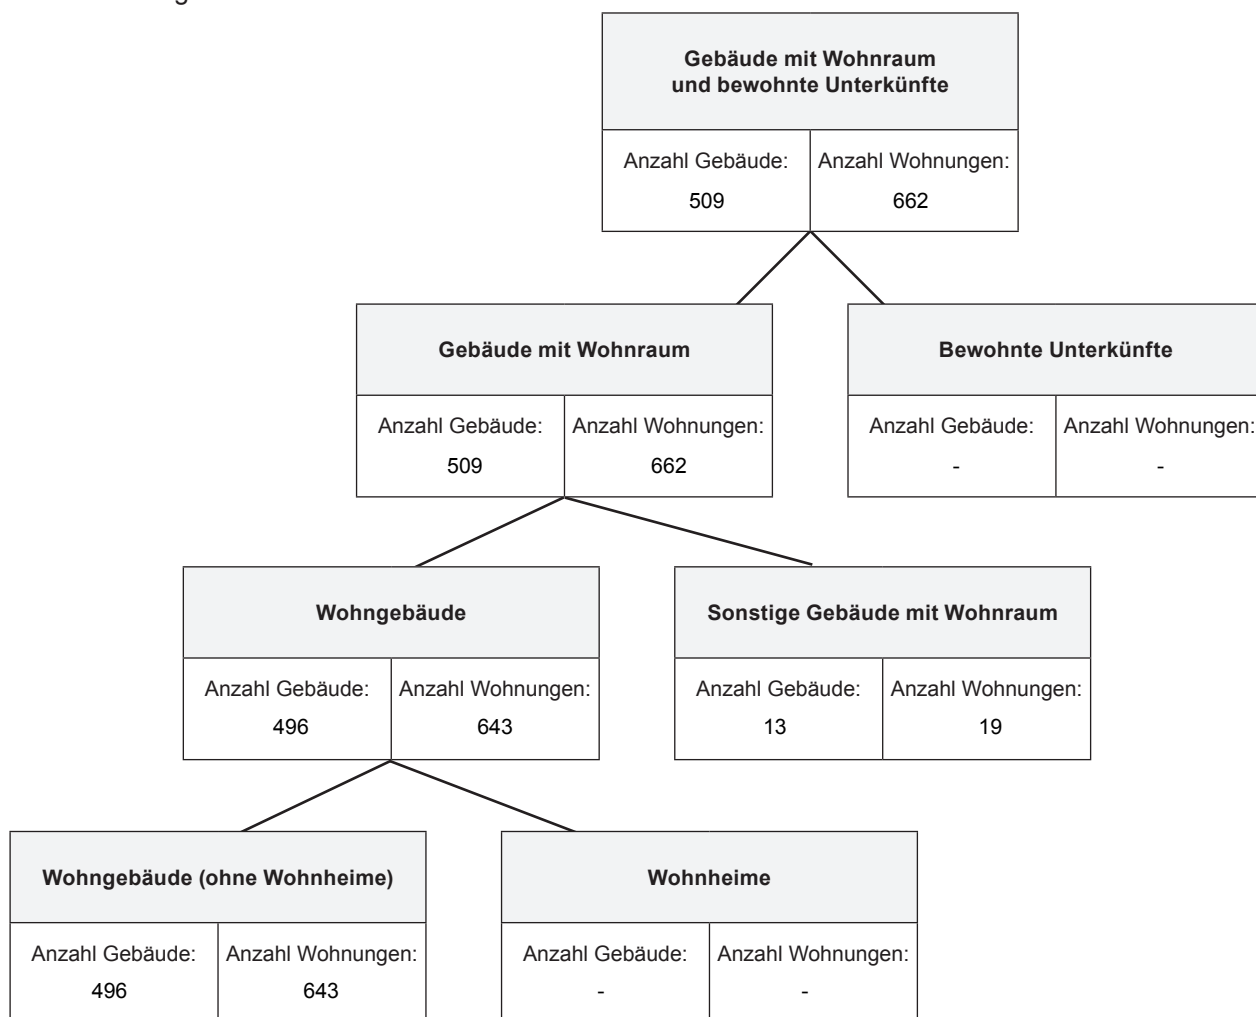 Gebäude mit Wohnraum
und bewohnte Unterkünfte
Anzahl Gebäude: Anzahl Wohnungen:
509 662
Gebäude mit Wohnraum
Bewohnte Unterkünfte
Anzahl Gebäude: Anzahl Wohnungen:
509 662
Anzahl Gebäude: Anzahl Wohnungen:
- -
Wohngebäude
Sonstige Gebäude mit Wohnraum
Anzahl Gebäude: Anzahl Wohnungen:
496 643
Anzahl Gebäude: Anzahl Wohnungen:
13 19
Wohngebäude (ohne Wohnheime)
Wohnheime
Anzahl Gebäude: Anzahl Wohnungen:
496 643
Anzahl Gebäude: Anzahl Wohnungen:
- -